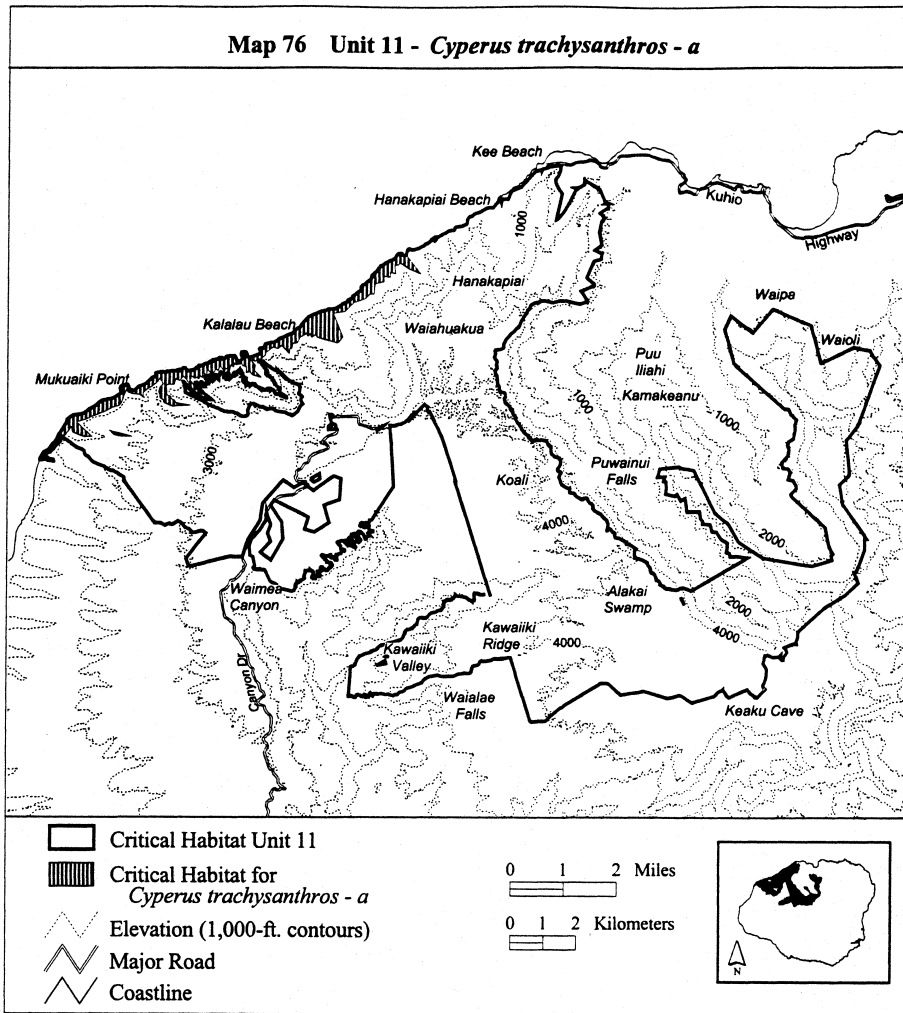 Map 76 Unit 11 - Cyperus trachysanthros - a
Kee Beach
Hanakapiai Beach
Kuhio
Highway
1000
Hanakapiai
Waipa
Kalalau Beach
Waiahuakua
Waioli
Puu
Iliahi
Mukuaiki Point
Kamakeanu
1000
1000
3000
Koali
Puwainui
Falls
4000
2000
Waimea
Canyon
Alakai
Swamp
2000
4000
Kawaiiki
Ridge
4000
Kawaiiki
Valley
Canyon Dr
Waialae
Falls
Keaku Cave
Critical Habitat Unit 11
Critical Habitat for
Cyperus trachysanthros - a
Elevation (1,000-ft. contours)
Major Road
Coastline
0 1 2 Miles
0 1 2 Kilometers
N